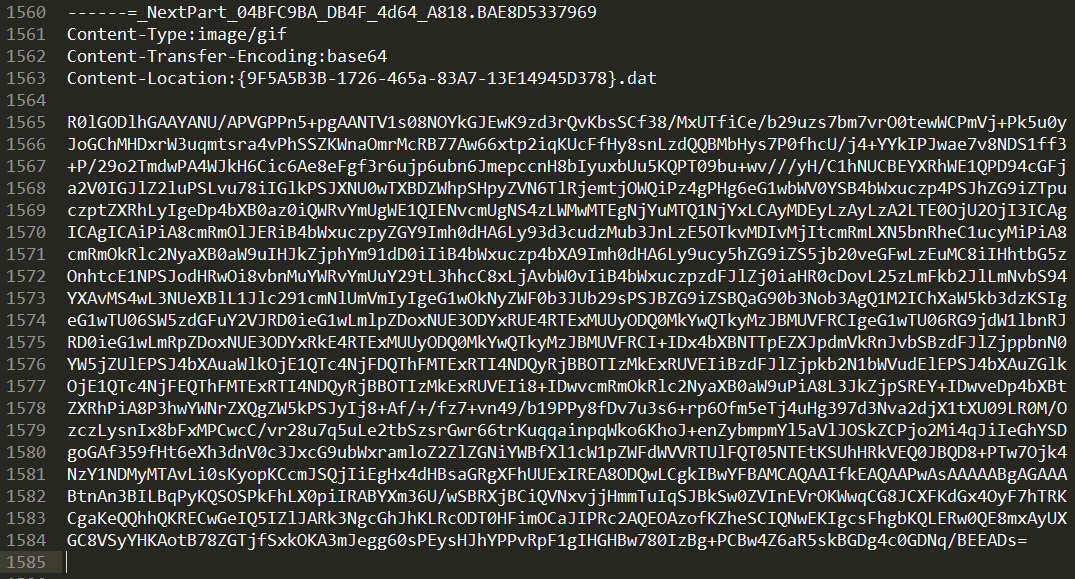 1560 ------=_NextPart_04BFC9BA_DB4F_4d64_A818.BAE8D5337969
1561 Content-Type:image/gif
1562 Content-Transfer-Encoding:base64
1563 Content-Location:{9F5A5B3B-1726-465a-83A7-13E14945D378}.dat
1564
1565 R0lGODlhGAAYANU/APVGPPn5+pgAANTV1s08NOYkGJEwK9zd3rQvKbsSCf38/MxUTfiCe/b29uzs7bm7vrO0tewWCPmVj+Pk5u0y
1566 JoGChMHDxrW3uqmtsra4vPhSSZKWnaOmrMcRB77Aw66xtp2iqKUcFfHy8snLzdQQBMbHys7P0fhcU/j4+YYkIPJwae7v8NDS1ff3
1567 +P/29o2TmdwPA4WJkH6Cic6Ae8eFgf3r6ujp6ubn6JmepccnH8bIyuxbUu5KQPT09bu+wv///yH/C1hNUCBEYXRhWE1QPD94cGFj
1568 a2V0IGJlZ2luPSLvu78iIGlkPSJXNU0wTXBDZWhpSHpyZVN6TlRjemtjOWQiPz4gPHg6eG1wbWV0YSB4bWxuczp4PSJhZG9iZTpu
1569 czptZXRhLyIgeDp4bXB0az0iQWRvYmUgWE1QIENvcmUgNS4zLWMwMTEgNjYuMTQ1NjYxLCAyMDEyLzAyLzA2LTE0OjU2OjI3ICAg
1570 ICAgICAiPiA8cmRmOlJERiB4bWxuczpyZGY9Imh0dHA6Ly93d3cudzMub3JnLzE5OTkvMDIvMjItcmRmLXN5bnRheC1ucyMiPiA8
1571 cmRmOkRlc2NyaXB0aW9uIHJkZjphYm91dD0iIiB4bWxuczp4bXA9Imh0dHA6Ly9ucy5hZG9iZS5jb20veGFwLzEuMC8iIHhtbG5z
1572 OnhtcE1NPSJodHRwOi8vbnMuYWRvYmUuY29tL3hhcC8xLjAvbW0vIiB4bWxuczpzdFJlZj0iaHR0cDovL25zLmFkb2JlLmNvbS94
1573 YXAvMS4wL3NUeXBlL1Jlc291cmNlUmVmIyIgeG1wOkNyZWF0b3JUb29sPSJBZG9iZSBQaG90b3Nob3AgQ1M2IChXaW5kb3dzKSIg
1574 eG1wTU06SW5zdGFuY2VJRD0ieG1wLmlpZDoxNUE3ODYxRUE4RTExMUUyODQ0MkYwQTkyMzJBMUVFRCIgeG1wTU06RG9jdW1lbnRJ
1575 RD0ieG1wLmRpZDoxNUE3ODYxRkE4RTExMUUyODQ0MkYwQTkyMzJBMUVFRCI+IDx4bXBNTTpEZXJpdmVkRnJvbSBzdFJlZjppbnN0
1576 YW5jZUlEPSJ4bXAuaWlkOjE1QTc4NjFDQThFMTExRTI4NDQyRjBBOTIzMkExRUVEIiBzdFJlZjpkb2N1bWVudElEPSJ4bXAuZGlk
1577 OjE1QTc4NjFEQThFMTExRTI4NDQyRjBBOTIzMkExRUVEIi8+IDwvcmRmOkRlc2NyaXB0aW9uPiA8L3JkZjpSREY+IDwveDp4bXBt
1578 ZXRhPiA8P3hwYWNrZXQgZW5kPSJyIj8+Af/+/fz7+vn49/b19PPy8fDv7u3s6+rp6Ofm5eTj4uHg397d3Nva2djX1tXU09LR0M/O
1579 zczLysnIx8bFxMPCwcC/vr28u7q5uLe2tbSzsrGwr66trKuqqainpqWko6KhoJ+enZybmpmYl5aVlJOSkZCPjo2Mi4qJiIeGhYSD
1580 goGAf359fHt6eXh3dnV0c3JxcG9ubWxramloZ2ZlZGNiYWBfXl1cW1pZWFdWVVRTUlFQT05NTEtKSUhHRkVEQ0JBQD8+PTw7Ojk4
1581 NzY1NDMyMTAvLi0sKyopKCcmJSQjIiEgHx4dHBsaGRgXFhUUExIREA8ODQwLCgkIBwYFBAMCAQAAIfkEAQAAPwAsAAAAABgAGAAA
1582 BtnAn3BILBqPyKQSOSPkFhLX0piIRABYXm36U/wSBRXjBCiQVNxvjjHmmTuIqSJBkSw0ZVInEVrOKWwqCG8JCXFKdGx4OyF7hTRK
1583 CgaKeQQhhQKRECwGeIQ5IZlJARk3NgcGhJhKLRcODT0HFimOCaJIPRc2AQEOAzofKZheSCIQNwEKIgcsFhgbKQLERw0QE8mxAyUX
1584 GC8VSyYHKAotB78ZGTjfSxkOKA3mJegg60sPEysHJhYPPvRpF1gIHGHBw780IzBg+PCBw4Z6aR5skBGDg4c0GDNq/BEEADs=
1585